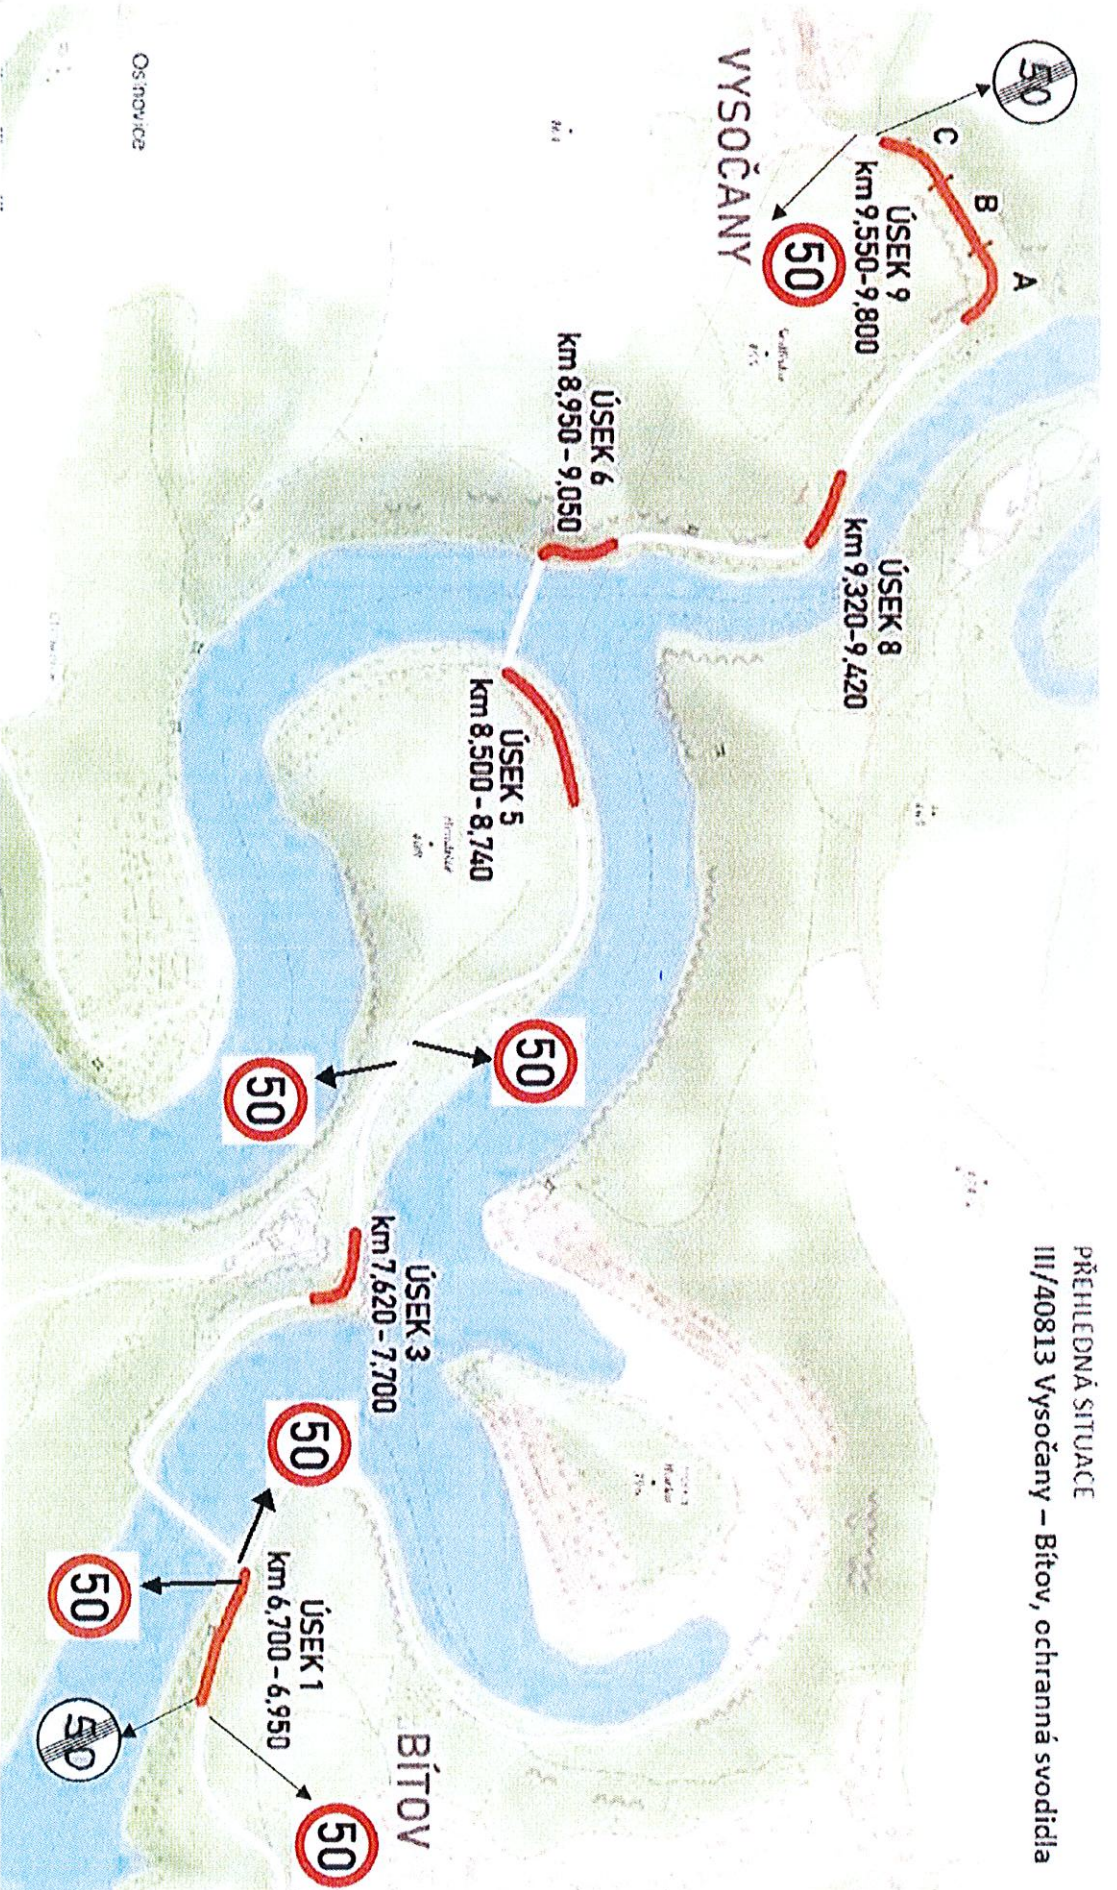 PŘEHLEDNÁ SITUACE
III/40813 Vysočany – Bítov, ochranná svodidla
50
C
B
A
ÚSEK 9
km 9,550-9,800
50
VYSOČANY
Osnovice
ÚSEK 8
km 9,320-9,420
ÚSEK 6
km 8,950 - 9,050
ÚSEK 5
km 8,500 - 8,740
50
50
ÚSEK 3
km 7,620 - 7,700
50
50
ÚSEK 1
km 6,700 - 6,950
BÍTOV
50
50